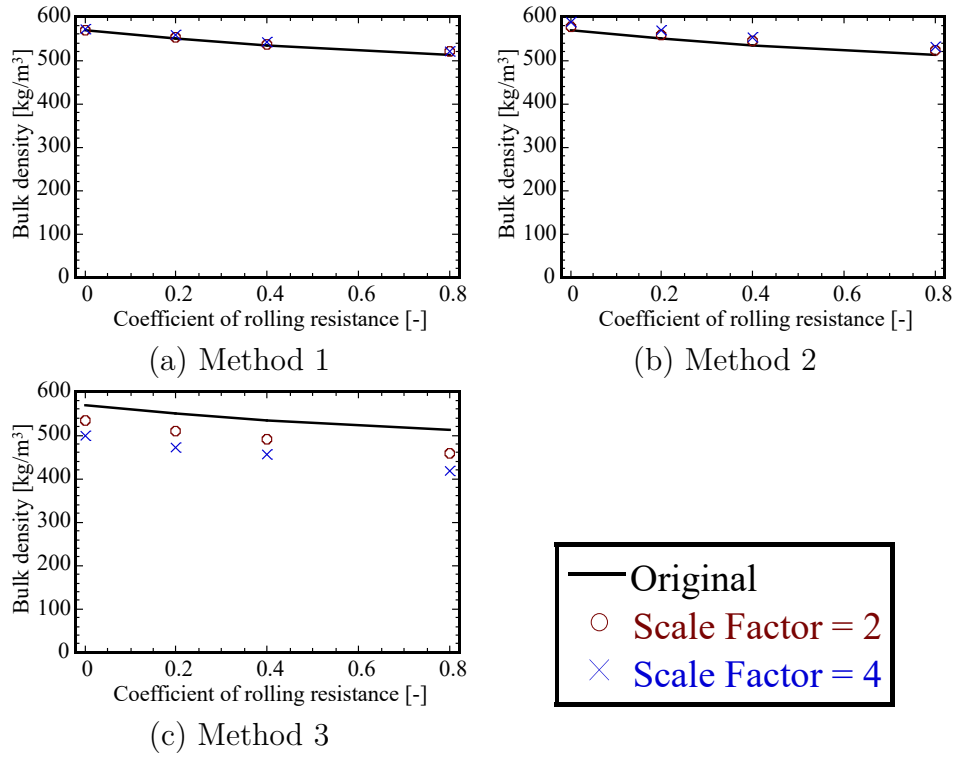 600
500
400
300
200
100
0
Bulk density [kg/m³]
0 0.2 0.4 0.6 0.8
Coefficient of rolling resistance [-]
(a) Method 1
600
500
400
300
200
100
0
Bulk density [kg/m³]
0 0.2 0.4 0.6 0.8
Coefficient of rolling resistance [-]
(b) Method 2
600
500
400
300
200
100
0
Bulk density [kg/m³]
0 0.2 0.4 0.6 0.8
Coefficient of rolling resistance [-]
(c) Method 3
Original
Scale Factor = 2
Scale Factor = 4